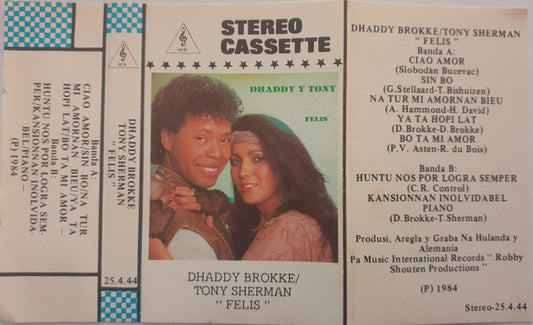 Banda A:
CIAO AMOR/SIN BO/NA TUR
MI AMORNAN BIEU/YA TA
HOPI LAT/BO TA MI AMOR —
Banda B:
HUNTU NOS POR LOGRA SEM-
PER/KANSIONNAN INOLVIDA-
BEL/PIANO —
(P) 1984
MIR
DHADDY BROKKE
TONY SHERMAN
" FELIS "
25.4.44
MIR
STEREO
CASSETTE
DHADDY Y TONY
FELIS
DHADDY BROKKE/
TONY SHERMAN
" FELIS "
DHADDY BROKKE/TONY SHERMAN
" FELIS "
Banda A:
CIAO AMOR
(Slobodan Bucevac)
SIN BO
(G.Stellaard-T.Bishuizen)
NA TUR MI AMORNAN BIEU
(A. Hammond-H. David)
YA TA HOPI LAT
(D.Brokke-D.Brokke)
BO TA MI AMOR
(P.V. Asten-R. du Bois)
Banda B:
HUNTU NOS POR LOGRA SEMPER
(C.R. Control)
KANSIONNAN INOLVIDABEL
PIANO
(D.Brokke-T.Sherman)
Produsi, Aregla y Graba Na Hulanda y
Alemania
Pa Music International Records " Robby
Shouten Productions "
(P) 1984
Stereo-25.4.44